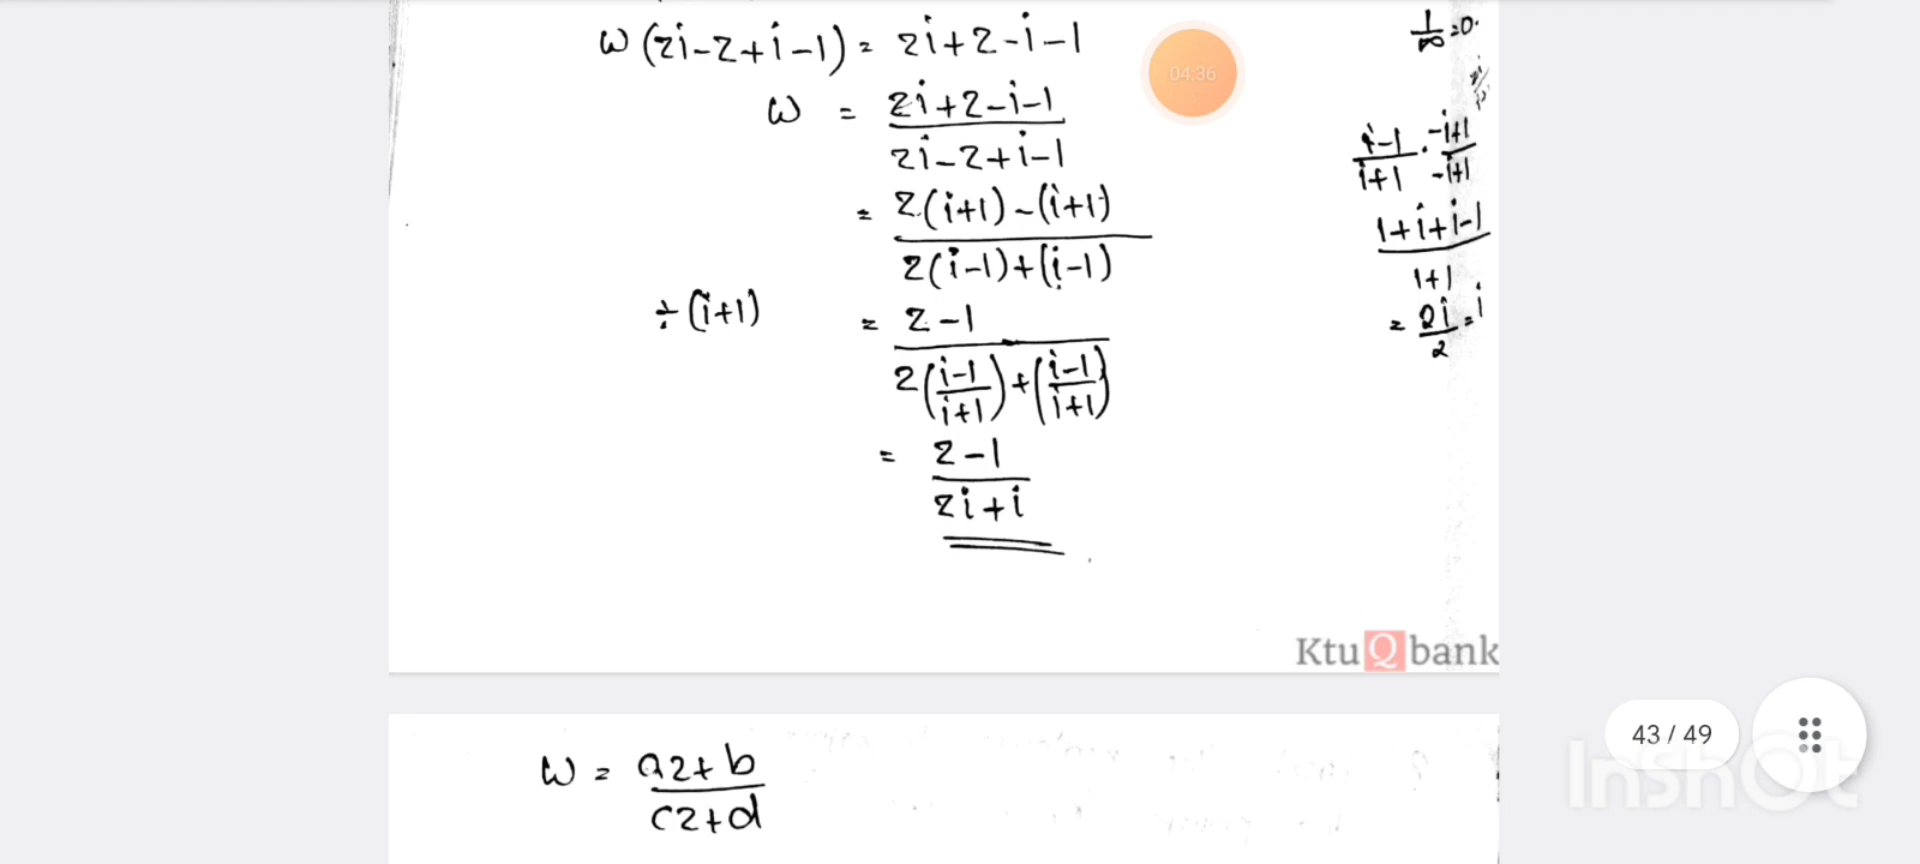 w (zi-z+i-1) = zi+z-i-1
w = zi+z-i-1
zi-z+i-1
= z(i+1)-(i+1)
z(i-1)+(i-1)
÷(i+1) = z-1
z(i-1/i+1)+(i-1/i+1)
= z-1
zi+i
1/∞=0.
i-1/i+1 . -i+1/-i+1
1+i+i-1
1+1
= 2i/2 = i
04:36
KtuQbank
w = az+b
cz+d
43 / 49
InShOt